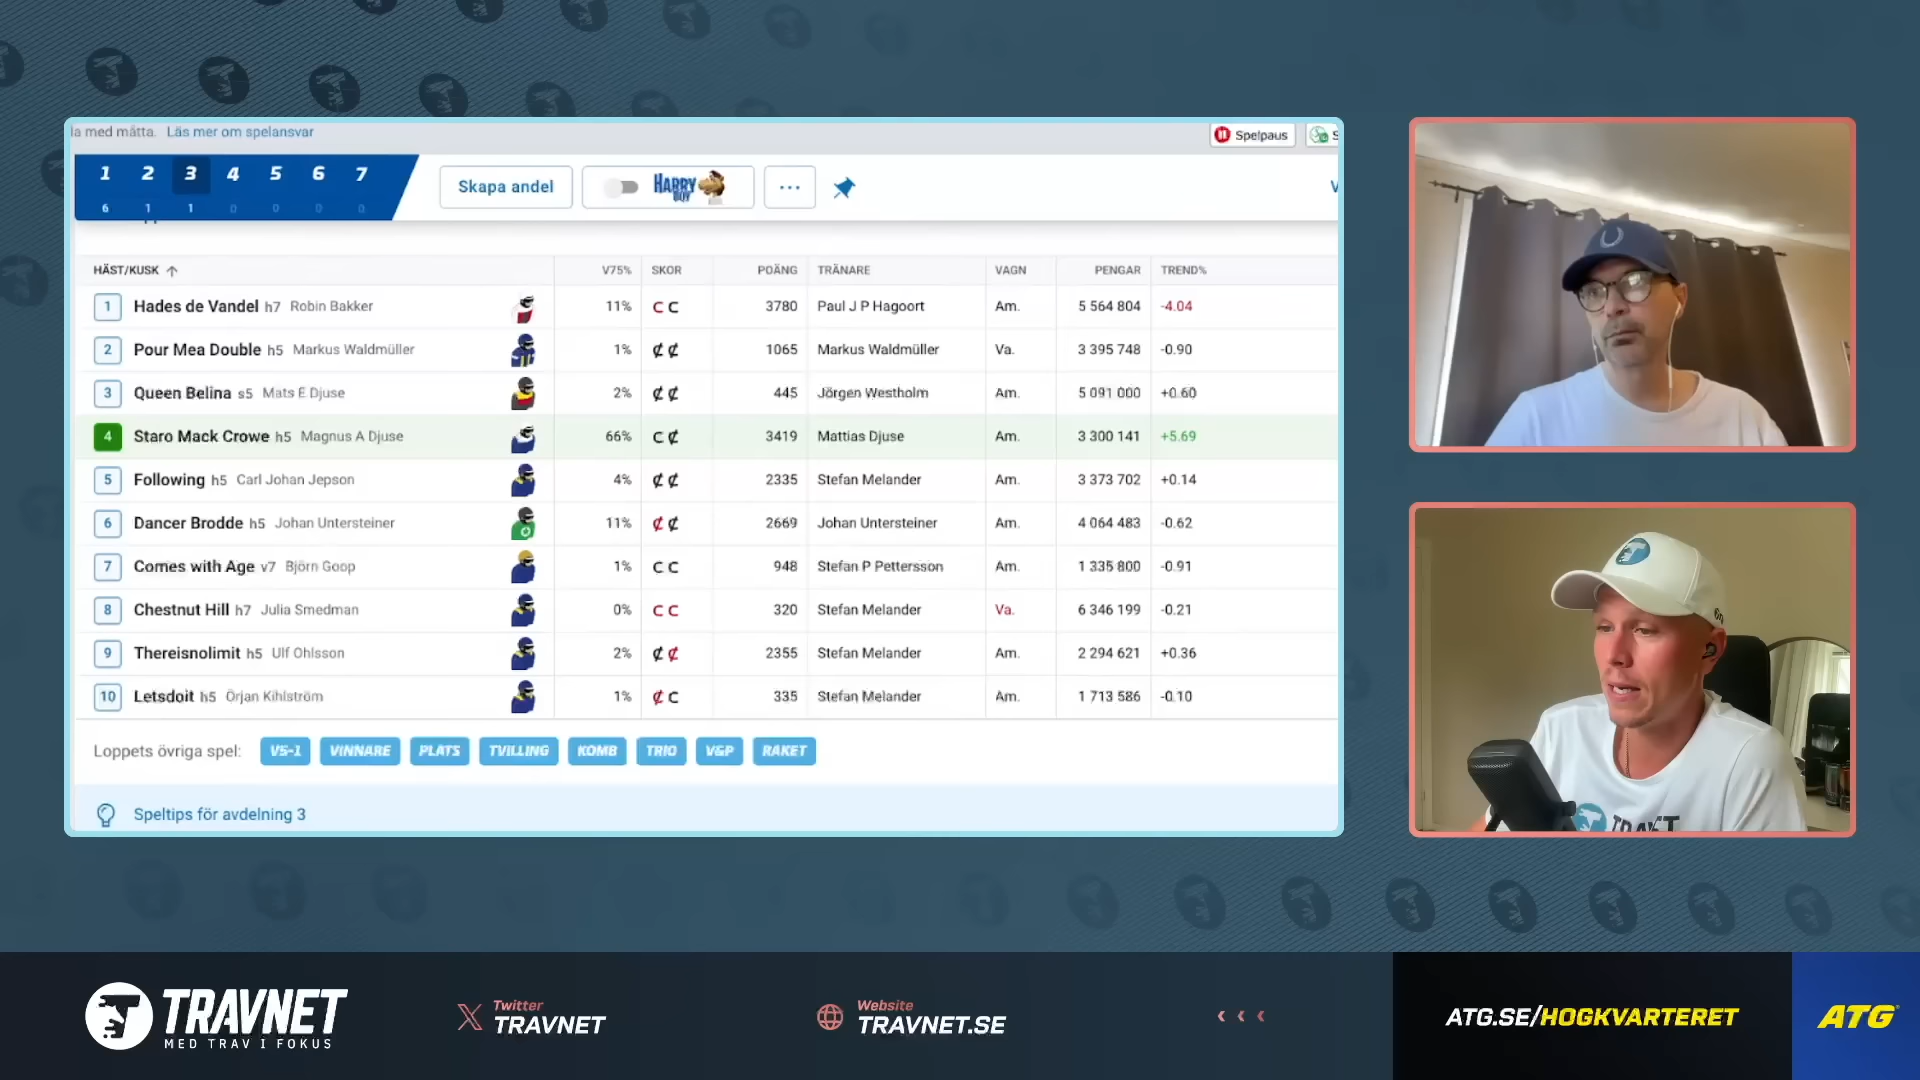 la med måtta. Läs mer om spelansvar
Spelpaus
S
1 2 3 4 5 6 7
6 1 1 0 0 0 0
Skapa andel
HARRY BOY
...
V
HÄST/KUSK V75% SKOR POÄNG TRÄNARE VAGN PENGAR TREND%
1 Hades de Vandel h7 Robin Bakker 11% C C 3780 Paul J P Hagoort Am. 5 564 804 -4.04
2 Pour Mea Double h5 Markus Waldmüller 1% ₵ ₵ 1065 Markus Waldmüller Va. 3 395 748 -0.90
3 Queen Belina s5 Mats E Djuse 2% ₵ ₵ 445 Jörgen Westholm Am. 5 091 000 +0.60
4 Staro Mack Crowe h5 Magnus A Djuse 66% C ₵ 3419 Mattias Djuse Am. 3 300 141 +5.69
5 Following h5 Carl Johan Jepson 4% ₵ ₵ 2335 Stefan Melander Am. 3 373 702 +0.14
6 Dancer Brodde h5 Johan Untersteiner 11% ₵ ₵ 2669 Johan Untersteiner Am. 4 064 483 -0.62
7 Comes with Age v7 Björn Goop 1% C C 948 Stefan P Pettersson Am. 1 335 800 -0.91
8 Chestnut Hill h7 Julia Smedman 0% C C 320 Stefan Melander Va. 6 346 199 -0.21
9 Thereisnolimit h5 Ulf Ohlsson 2% ₵ ₵ 2355 Stefan Melander Am. 2 294 621 +0.36
10 Letsdoit h5 Örjan Kihlström 1% ₵ C 335 Stefan Melander Am. 1 713 586 -0.10
Loppets övriga spel: V5-1 VINNARE PLATS TVILLING KOMB TRIO V&P RAKET
Speltips för avdelning 3
TRAVNET
TRAVNET
MED TRAV I FOKUS
Twitter
TRAVNET
Website
TRAVNET.SE
ATG.SE/HOGKVARTERET
ATG